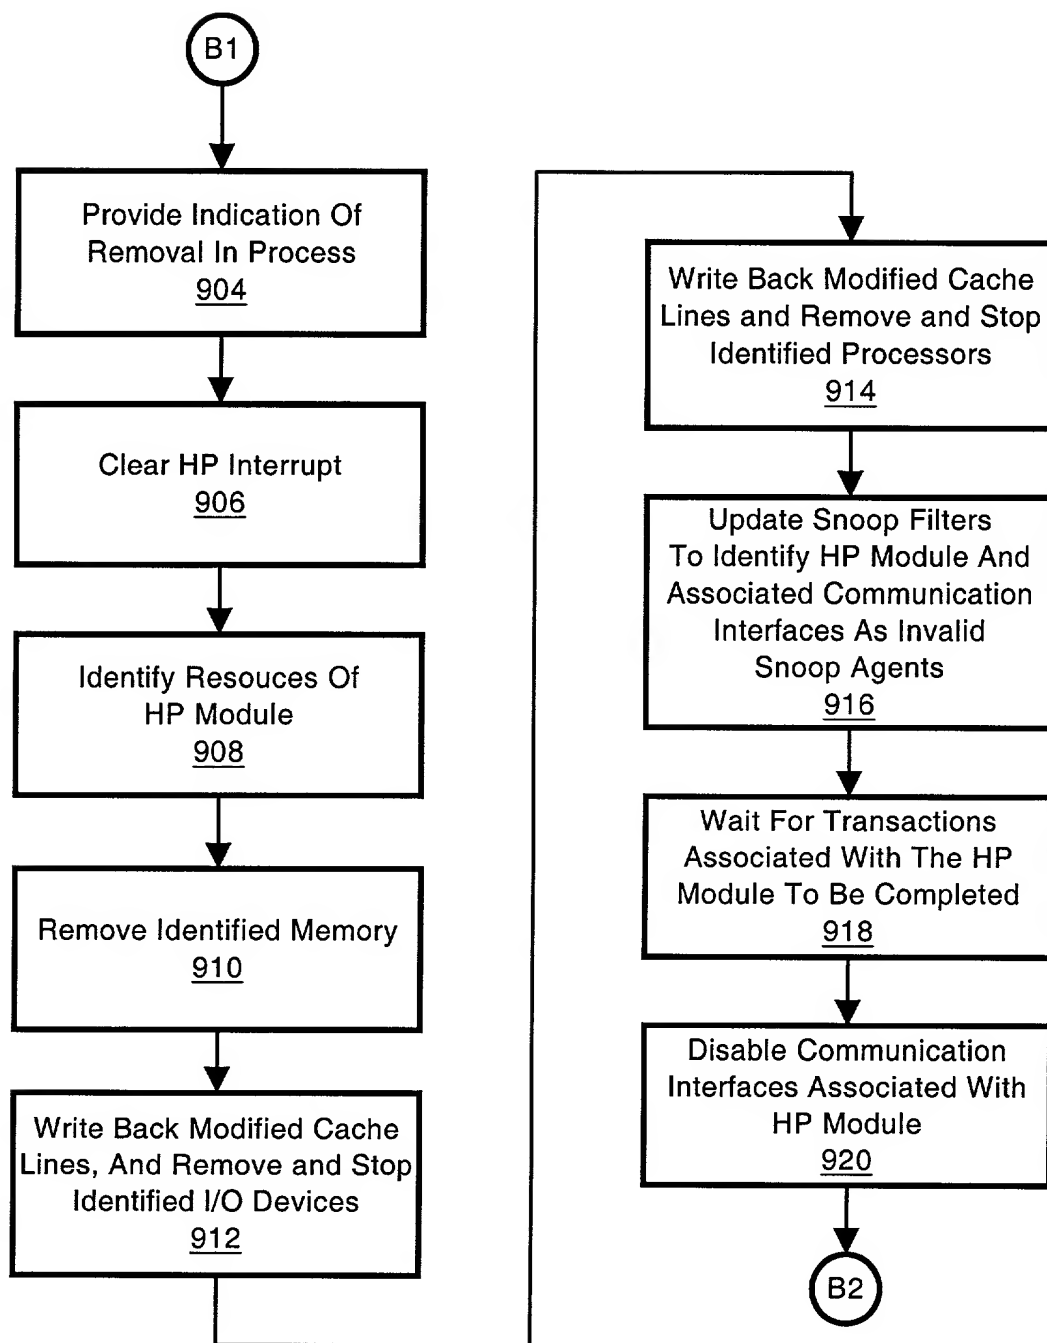 B1
Provide Indication Of
Removal In Process
904
Clear HP Interrupt
906
Identify Resouces Of
HP Module
908
Remove Identified Memory
910
Write Back Modified Cache
Lines, And Remove and Stop
Identified I/O Devices
912
Write Back Modified Cache
Lines and Remove and Stop
Identified Processors
914
Update Snoop Filters
To Identify HP Module And
Associated Communication
Interfaces As Invalid
Snoop Agents
916
Wait For Transactions
Associated With The HP
Module To Be Completed
918
Disable Communication
Interfaces Associated With
HP Module
920
B2